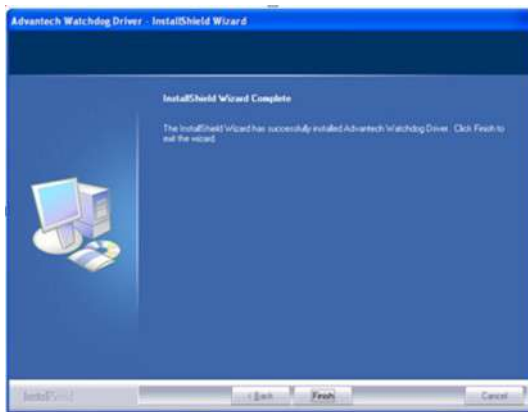 Advantech Watchdog Driver - InstallShield Wizard
InstallShield Wizard Complete
The InstallShield Wizard has successfully installed Advantech Watchdog Driver. Click Finish to
exit the wizard.
InstallShield
< Back
Finish
Cancel